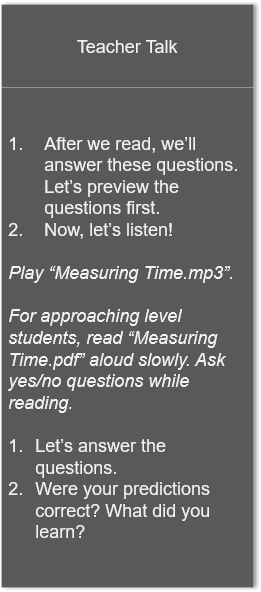 Teacher Talk
1. After we read, we’ll
answer these questions.
Let’s preview the
questions first.
2. Now, let’s listen!
Play “Measuring Time.mp3”.
For approaching level
students, read “Measuring
Time.pdf” aloud slowly. Ask
yes/no questions while
reading.
1. Let’s answer the
questions.
2. Were your predictions
correct? What did you
learn?